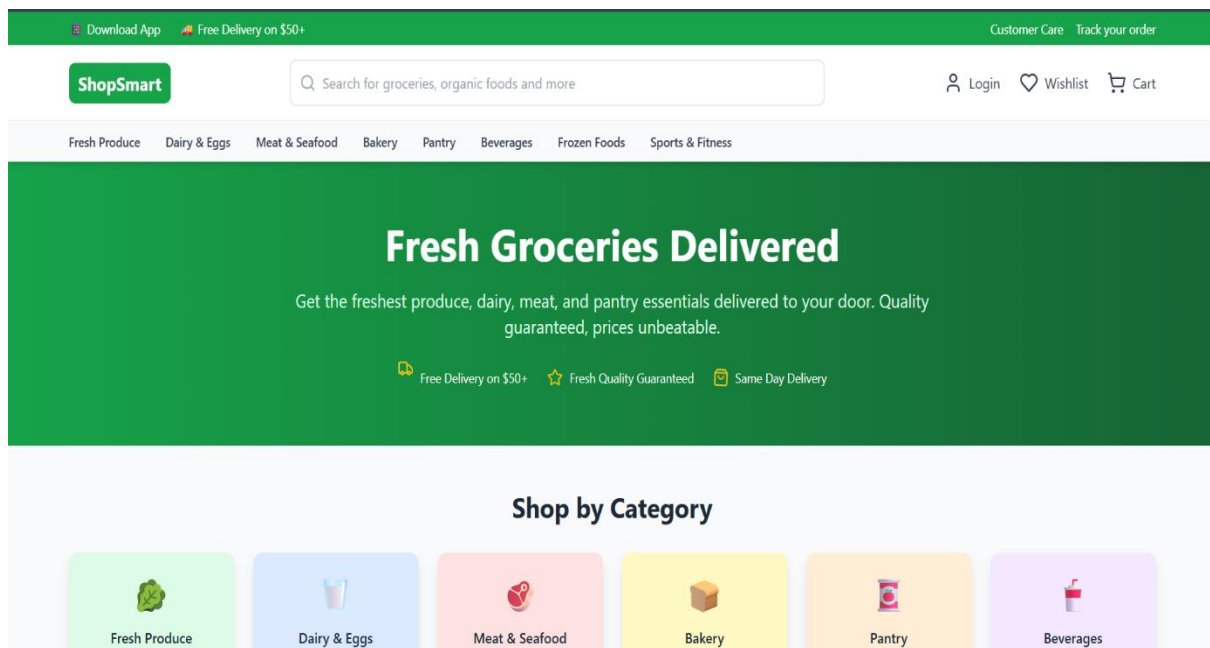 Download App Free Delivery on $50+ Customer Care Track your order
ShopSmart Search for groceries, organic foods and more Login Wishlist Cart
Fresh Produce Dairy & Eggs Meat & Seafood Bakery Pantry Beverages Frozen Foods Sports & Fitness
Fresh Groceries Delivered
Get the freshest produce, dairy, meat, and pantry essentials delivered to your door. Quality
guaranteed, prices unbeatable.
Free Delivery on $50+ Fresh Quality Guaranteed Same Day Delivery
Shop by Category
Fresh Produce Dairy & Eggs Meat & Seafood Bakery Pantry Beverages